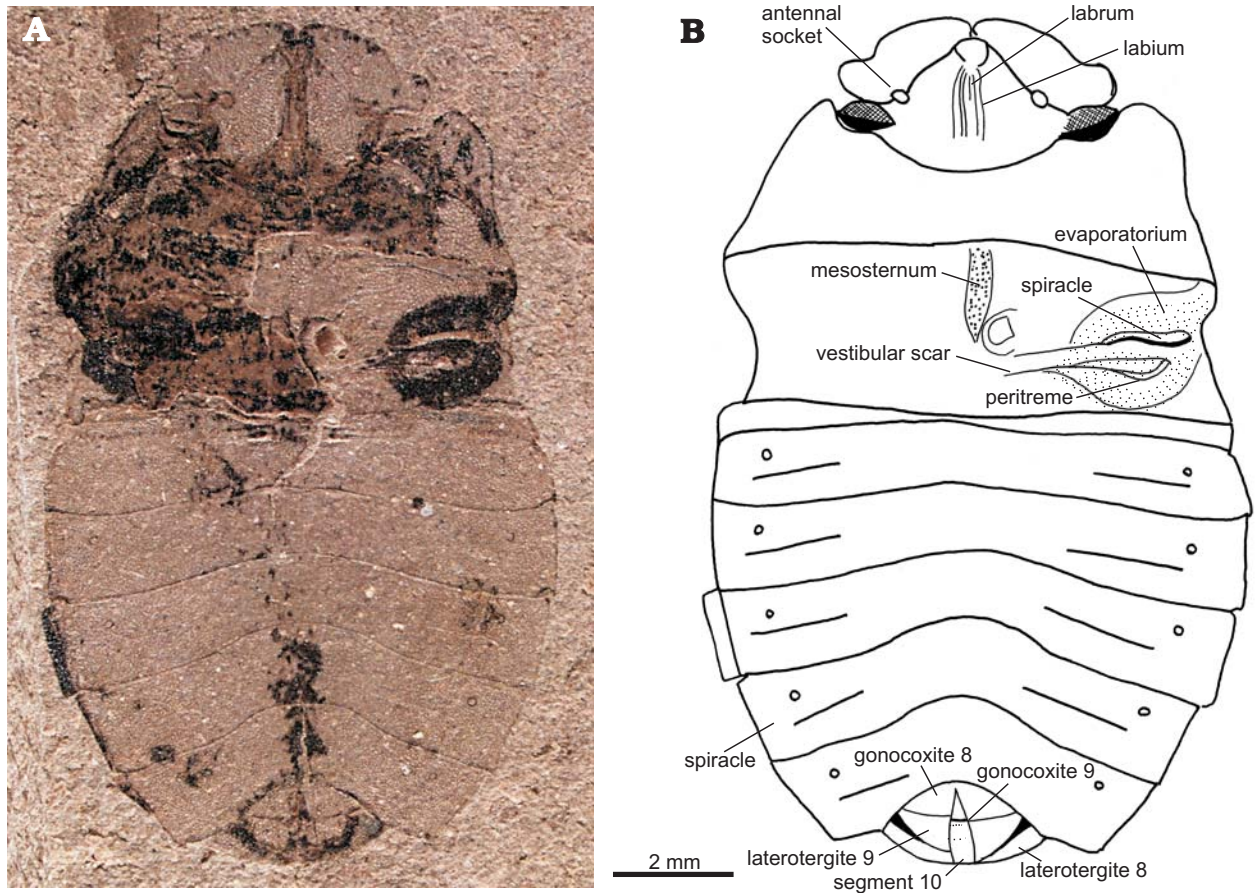 A
B
antennal
socket
labrum
labium
evaporatorium
mesosternum
spiracle
vestibular scar
peritreme
spiracle
gonocoxite 8
gonocoxite 9
laterotergite 9
laterotergite 8
segment 10
2 mm